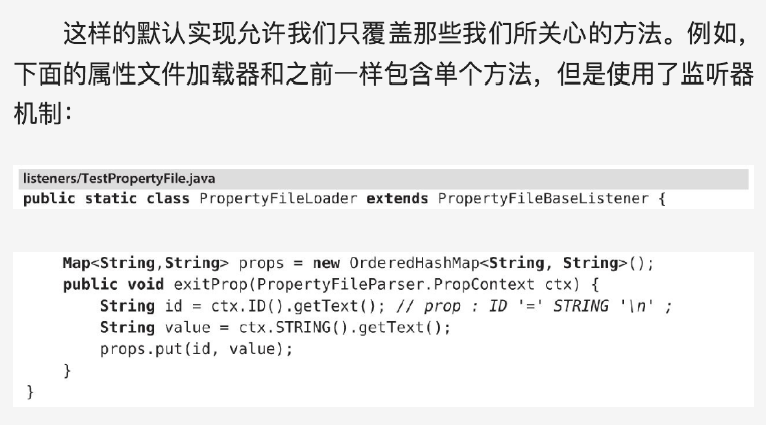 这样的默认实现允许我们只覆盖那些我们所关心的方法。例如，
下面的属性文件加载器和之前一样包含单个方法，但是使用了监听器
机制：
listeners/TestPropertyFile.java
public static class PropertyFileLoader extends PropertyFileBaseListener {
Map<String,String> props = new OrderedHashMap<String, String>();
public void exitProp(PropertyFileParser.PropContext ctx) {
String id = ctx.ID().getText(); // prop : ID '=' STRING '\n' ;
String value = ctx.STRING().getText();
props.put(id, value);
}
}